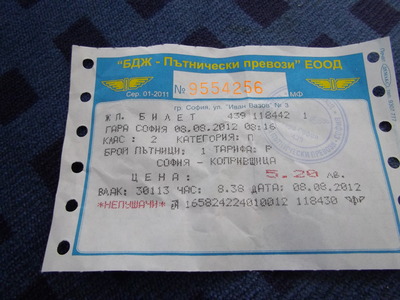 "БДЖ - Пътнически превози" ЕООД
Сер. 01-2011
№ 9554256
МФ
гр. София, ул. "Иван Вазов" № 3
ЖП. БИЛЕТ 439 118442 1
ГАРА СОФИЯ 08.08.2012 08:16
КЛАС: 2 КАТЕГОРИЯ: П
БРОИ ПЪТНИЦИ: 1 ТАРИФА: Р
СОФИЯ - КОПРИВЩИЦА
ЦЕНА: 5.20 лв.
ВЛАК: 30113 ЧАС: 8.38 ДАТА: 08.08.2012
*НЕПУШАЧИ* 165824224010012 118430